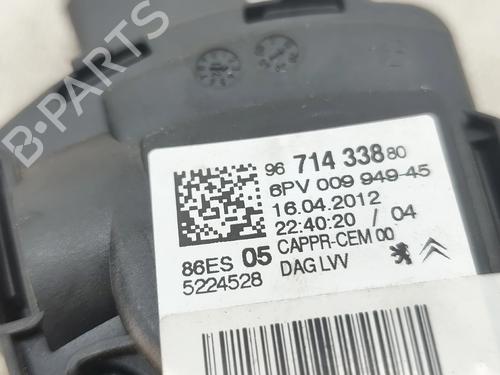 96 714 338 80
6PV 009 949-45
16.04.2012
22:40:20 / 04
86ES 05 CAPPR-CEM 00
5224528 DAG LVV
B-PARTS